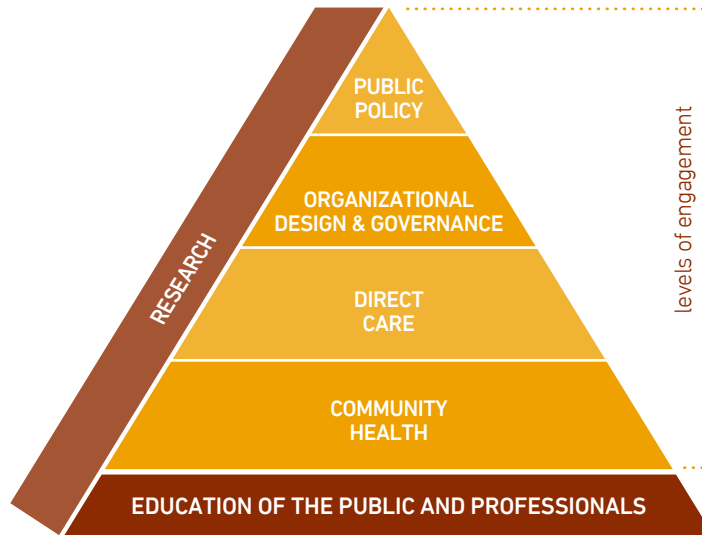 PUBLIC
POLICY
ORGANIZATIONAL
DESIGN & GOVERNANCE
DIRECT
CARE
COMMUNITY
HEALTH
EDUCATION OF THE PUBLIC AND PROFESSIONALS
RESEARCH
levels of engagement